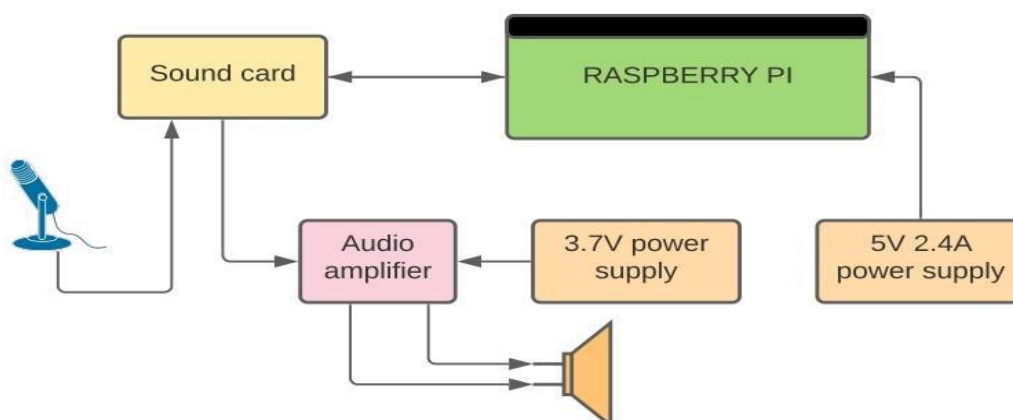 Sound card
RASPBERRY PI
Audio
amplifier
3.7V power
supply
5V 2.4A
power supply